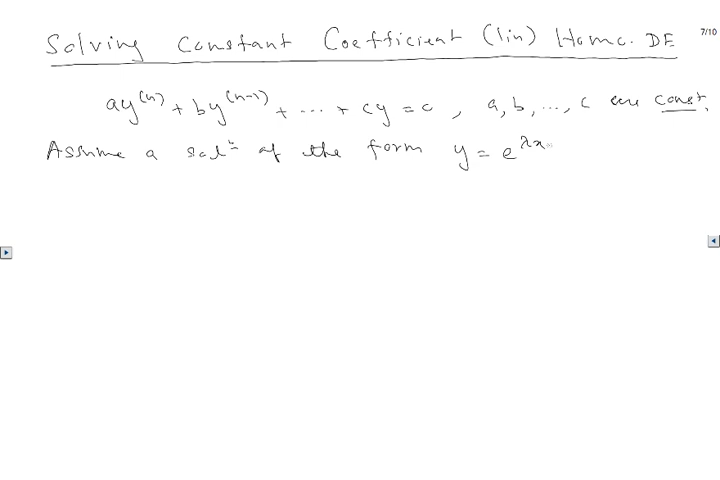 Solving Constant Coefficient (lin) Homo. DE
7/10
ay^(n) + by^(n-1) + ... + cy = 0, a, b, ..., c are const.
Assume a solⁿ of the form y = e^λx